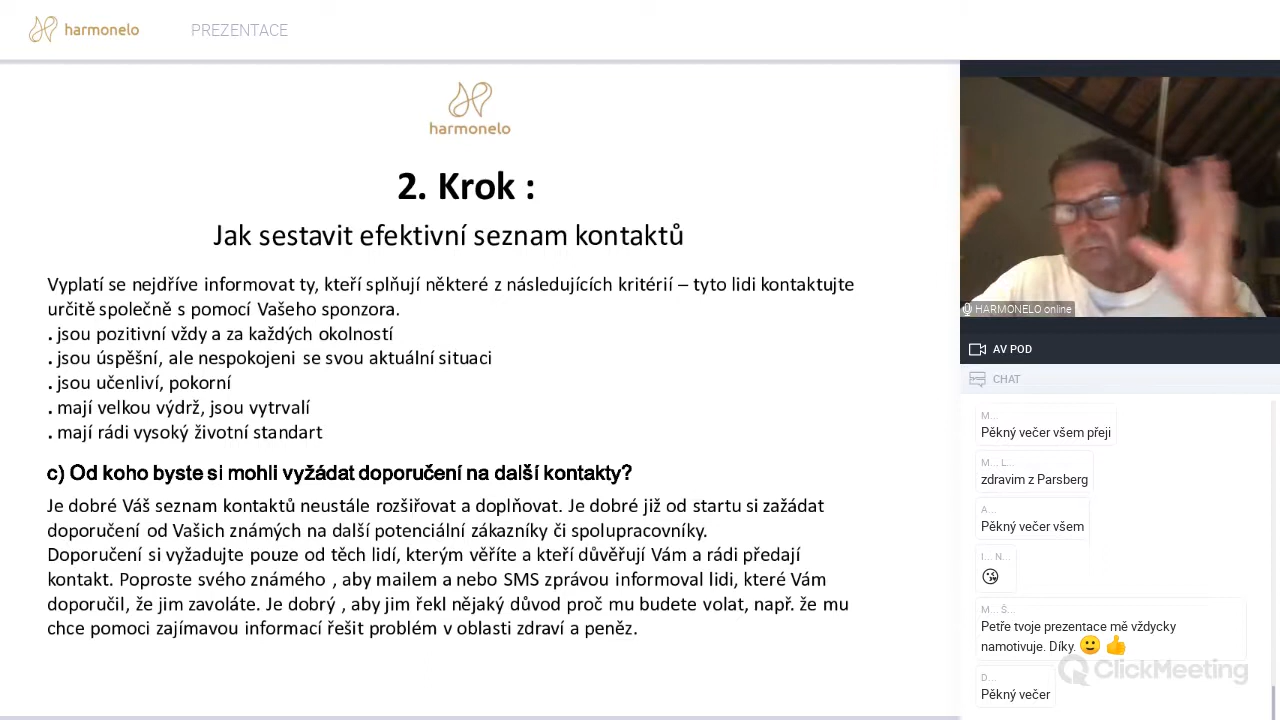 harmonelo
PREZENTACE
harmonelo
2. Krok :
Jak sestavit efektivní seznam kontaktů
Vyplatí se nejdříve informovat ty, kteří splňují některé z následujících kritérií – tyto lidi kontaktujte
určitě společně s pomocí Vašeho sponzora.
. jsou pozitivní vždy a za každých okolností
. jsou úspěšní, ale nespokojeni se svou aktuální situaci
. jsou učenliví, pokorní
. mají velkou výdrž, jsou vytrvalí
. mají rádi vysoký životní standart
c) Od koho byste si mohli vyžádat doporučení na další kontakty?
Je dobré Váš seznam kontaktů neustále rozšiřovat a doplňovat. Je dobré již od startu si zažádat
doporučení od Vašich známých na další potenciální zákazníky či spolupracovníky.
Doporučení si vyžadujte pouze od těch lidí, kterým věříte a kteří důvěřují Vám a rádi předají
kontakt. Poproste svého známého , aby mailem a nebo SMS zprávou informoval lidi, které Vám
doporučil, že jim zavoláte. Je dobrý , aby jim řekl nějaký důvod proč mu budete volat, např. že mu
chce pomoci zajímavou informací řešit problém v oblasti zdraví a peněz.
HARMONELO online
AV POD
CHAT
M...
Pěkný večer všem přeji
M... L...
zdravim z Parsberg
A...
Pěkný večer všem
I... N...
😘
M... Š...
Petře tvoje prezentace mě vždycky
namotivuje. Díky. 🙂 👍
ClickMeeting
D...
Pěkný večer